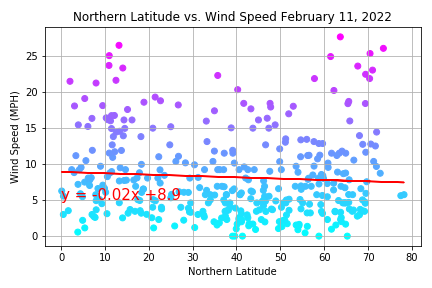 Northern Latitude vs. Wind Speed February 11, 2022
Wind Speed (MPH)
25
20
15
10
5
0
y = -0.02x +8.9
0 10 20 30 40 50 60 70 80
Northern Latitude